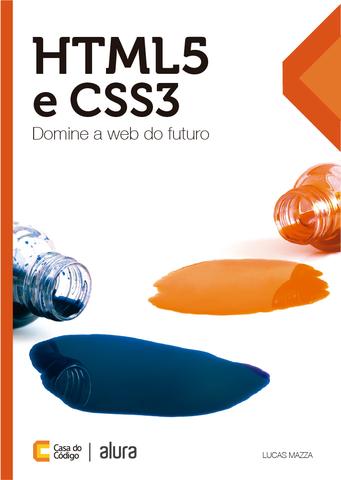 HTML5
e CSS3
Domine a web do futuro
Casa do
Código
alura
LUCAS MAZZA